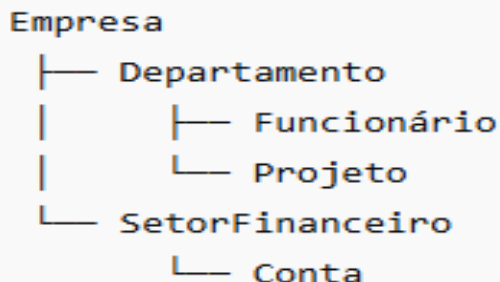 Empresa
├── Departamento
│      ├── Funcionário
│      └── Projeto
└── SetorFinanceiro
       └── Conta